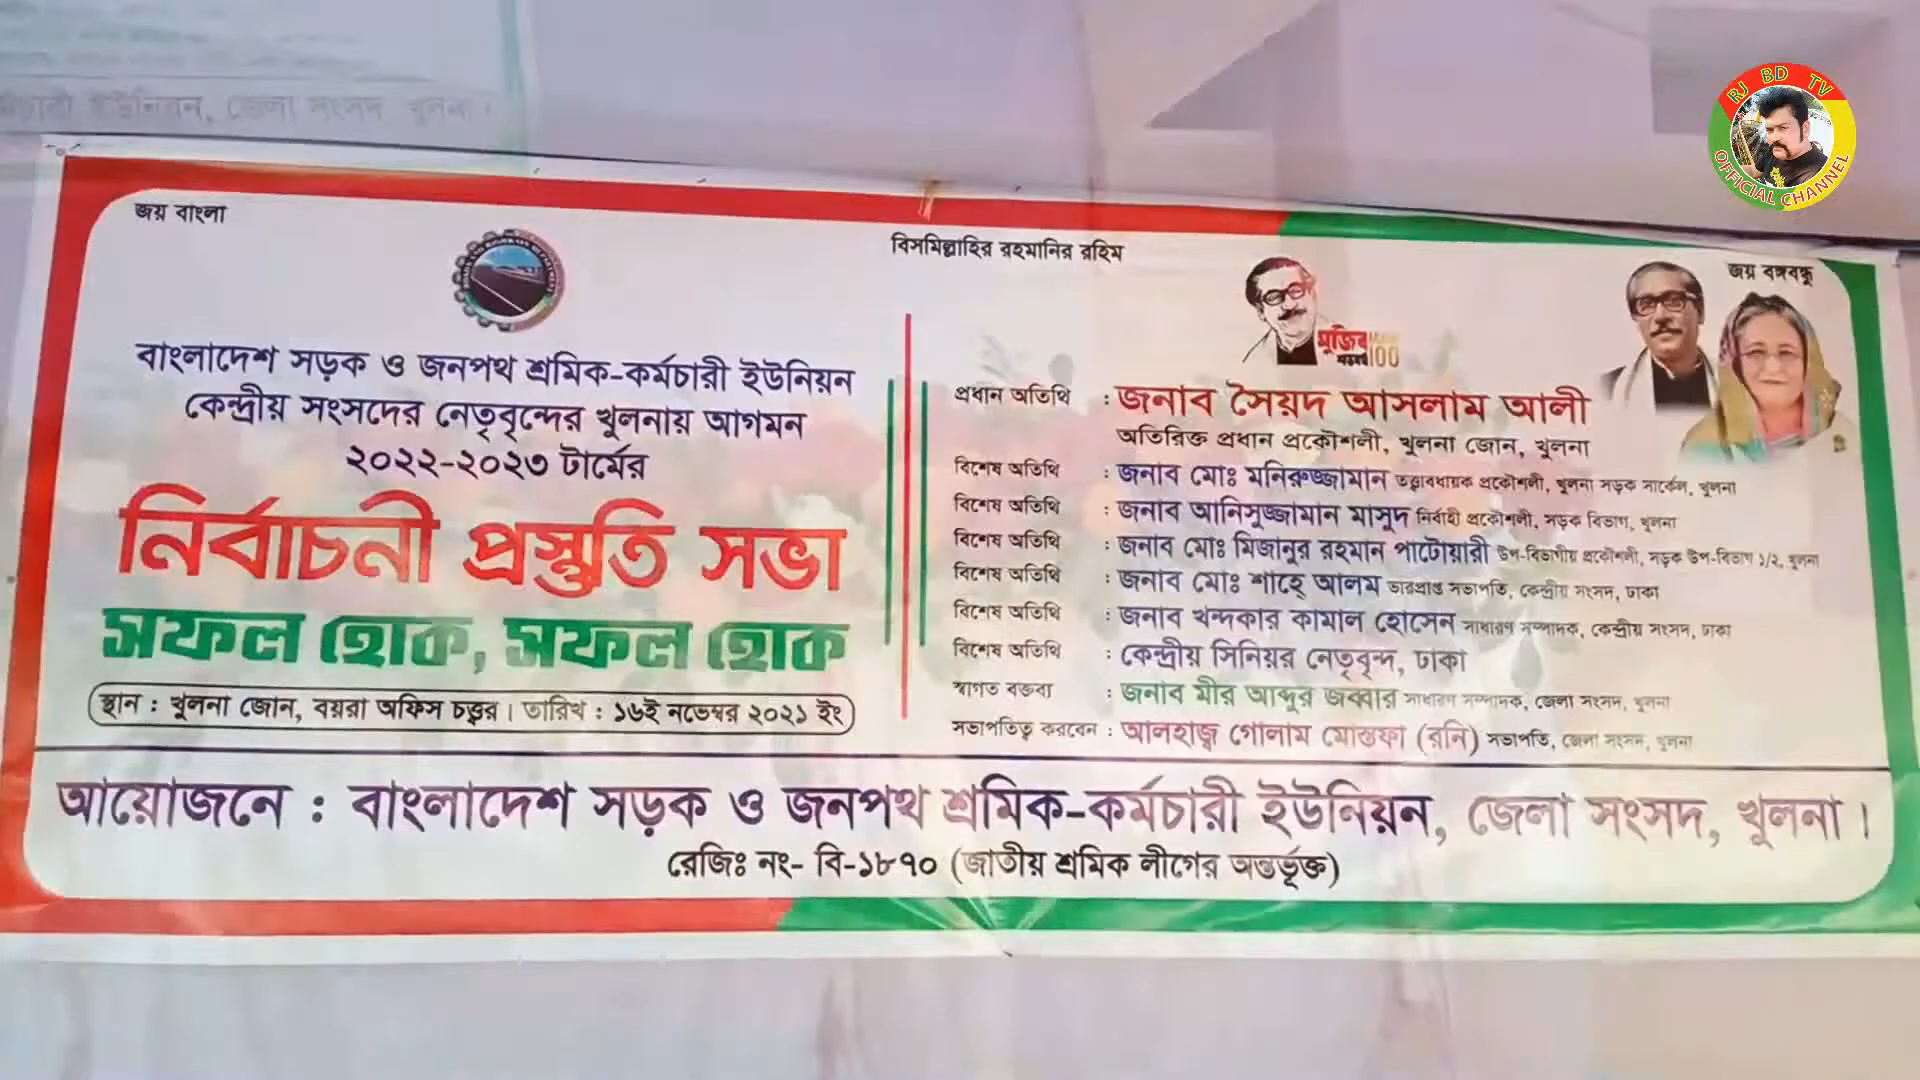 চারী ইউনিয়ন, জেলা সংসদ খুলনা।
RJ BD TV
OFFICIAL CHANNEL
জয় বাংলা
বিসমিল্লাহির রহমানির রহিম
জয় বঙ্গবন্ধু
মুজিব
শতবর্ষ 100
বাংলাদেশ সড়ক ও জনপথ শ্রমিক-কর্মচারী ইউনিয়ন
কেন্দ্রীয় সংসদের নেতৃবৃন্দের খুলনায় আগমন
২০২২-২০২৩ টার্মের
নির্বাচনী প্রস্তুতি সভা
সফল হোক, সফল হোক
স্থান : খুলনা জোন, বয়রা অফিস চত্ত্বর। তারিখ : ১৬ই নভেম্বর ২০২১ ইং
প্রধান অতিথি : জনাব সৈয়দ আসলাম আলী
অতিরিক্ত প্রধান প্রকৌশলী, খুলনা জোন, খুলনা
বিশেষ অতিথি : জনাব মোঃ মনিরুজ্জামান তত্ত্বাবধায়ক প্রকৌশলী, খুলনা সড়ক সার্কেল, খুলনা
বিশেষ অতিথি : জনাব আনিসুজ্জামান মাসুদ নির্বাহী প্রকৌশলী, সড়ক বিভাগ, খুলনা
বিশেষ অতিথি : জনাব মোঃ মিজানুর রহমান পাটোয়ারী উপ-বিভাগীয় প্রকৌশলী, সড়ক উপ-বিভাগ ১/২, খুলনা
বিশেষ অতিথি : জনাব মোঃ শাহে আলম ভারপ্রাপ্ত সভাপতি, কেন্দ্রীয় সংসদ, ঢাকা
বিশেষ অতিথি : জনাব খন্দকার কামাল হোসেন সাধারণ সম্পাদক, কেন্দ্রীয় সংসদ, ঢাকা
বিশেষ অতিথি : কেন্দ্রীয় সিনিয়র নেতৃবৃন্দ, ঢাকা
স্বাগত বক্তব্য : জনাব মীর আব্দুর জব্বার সাধারণ সম্পাদক, জেলা সংসদ, খুলনা
সভাপতিত্ব করবেন : আলহাজ্ব গোলাম মোস্তফা (রনি) সভাপতি, জেলা সংসদ, খুলনা
আয়োজনে : বাংলাদেশ সড়ক ও জনপথ শ্রমিক-কর্মচারী ইউনিয়ন, জেলা সংসদ, খুলনা।
রেজিঃ নং- বি-১৮৭০ (জাতীয় শ্রমিক লীগের অন্তর্ভূক্ত)